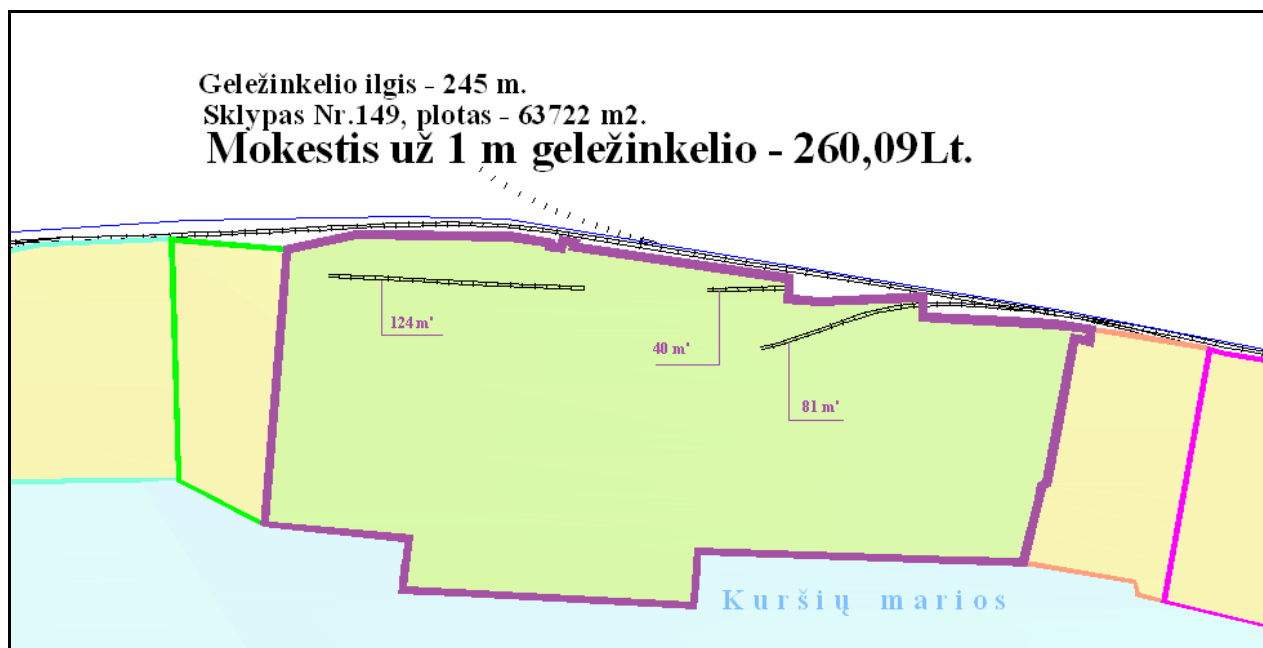 Geležinkelio ilgis - 245 m.
Sklypas Nr.149, plotas - 63722 m2.
Mokestis už 1 m geležinkelio - 260,09Lt.
124 m'
40 m'
81 m'
Kuršių marios